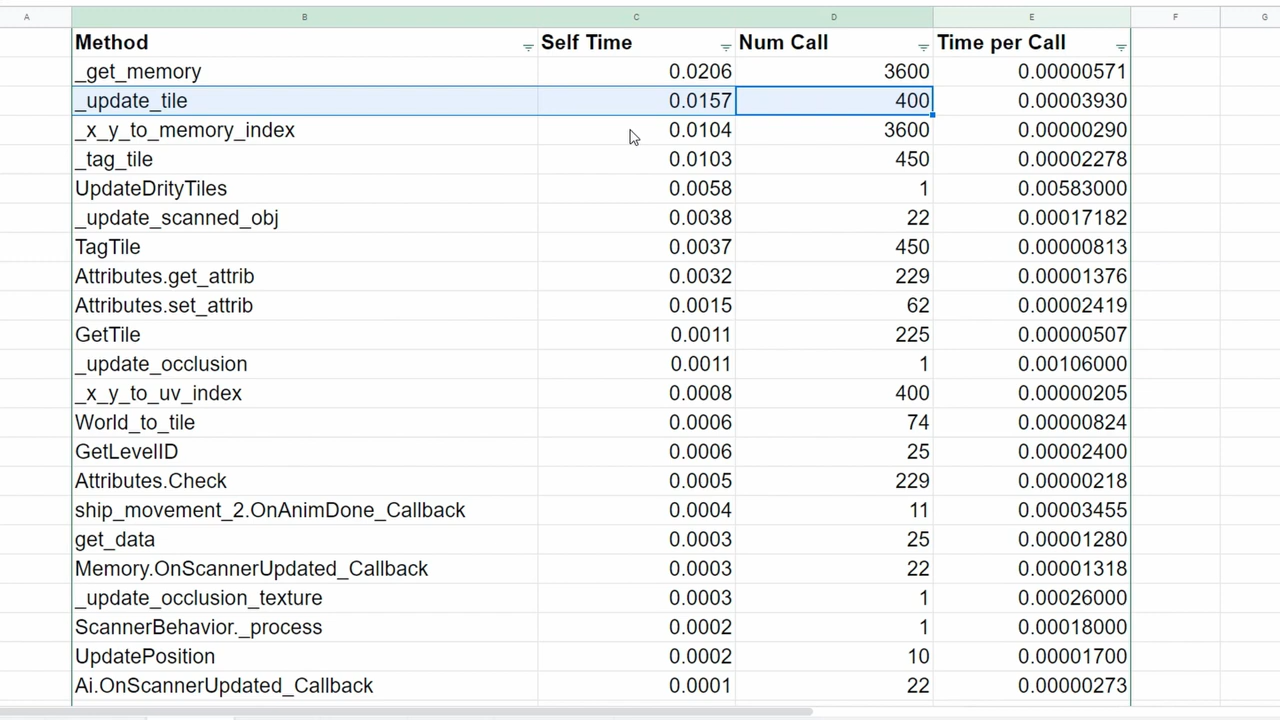 A B C D E F G
Method Self Time Num Call Time per Call
_get_memory 0.0206 3600 0.00000571
_update_tile 0.0157 400 0.00003930
_x_y_to_memory_index 0.0104 3600 0.00000290
_tag_tile 0.0103 450 0.00002278
UpdateDrityTiles 0.0058 1 0.00583000
_update_scanned_obj 0.0038 22 0.00017182
TagTile 0.0037 450 0.00000813
Attributes.get_attrib 0.0032 229 0.00001376
Attributes.set_attrib 0.0015 62 0.00002419
GetTile 0.0011 225 0.00000507
_update_occlusion 0.0011 1 0.00106000
_x_y_to_uv_index 0.0008 400 0.00000205
World_to_tile 0.0006 74 0.00000824
GetLevelID 0.0006 25 0.00002400
Attributes.Check 0.0005 229 0.00000218
ship_movement_2.OnAnimDone_Callback 0.0004 11 0.00003455
get_data 0.0003 25 0.00001280
Memory.OnScannerUpdated_Callback 0.0003 22 0.00001318
_update_occlusion_texture 0.0003 1 0.00026000
ScannerBehavior._process 0.0002 1 0.00018000
UpdatePosition 0.0002 10 0.00001700
Ai.OnScannerUpdated_Callback 0.0001 22 0.00000273